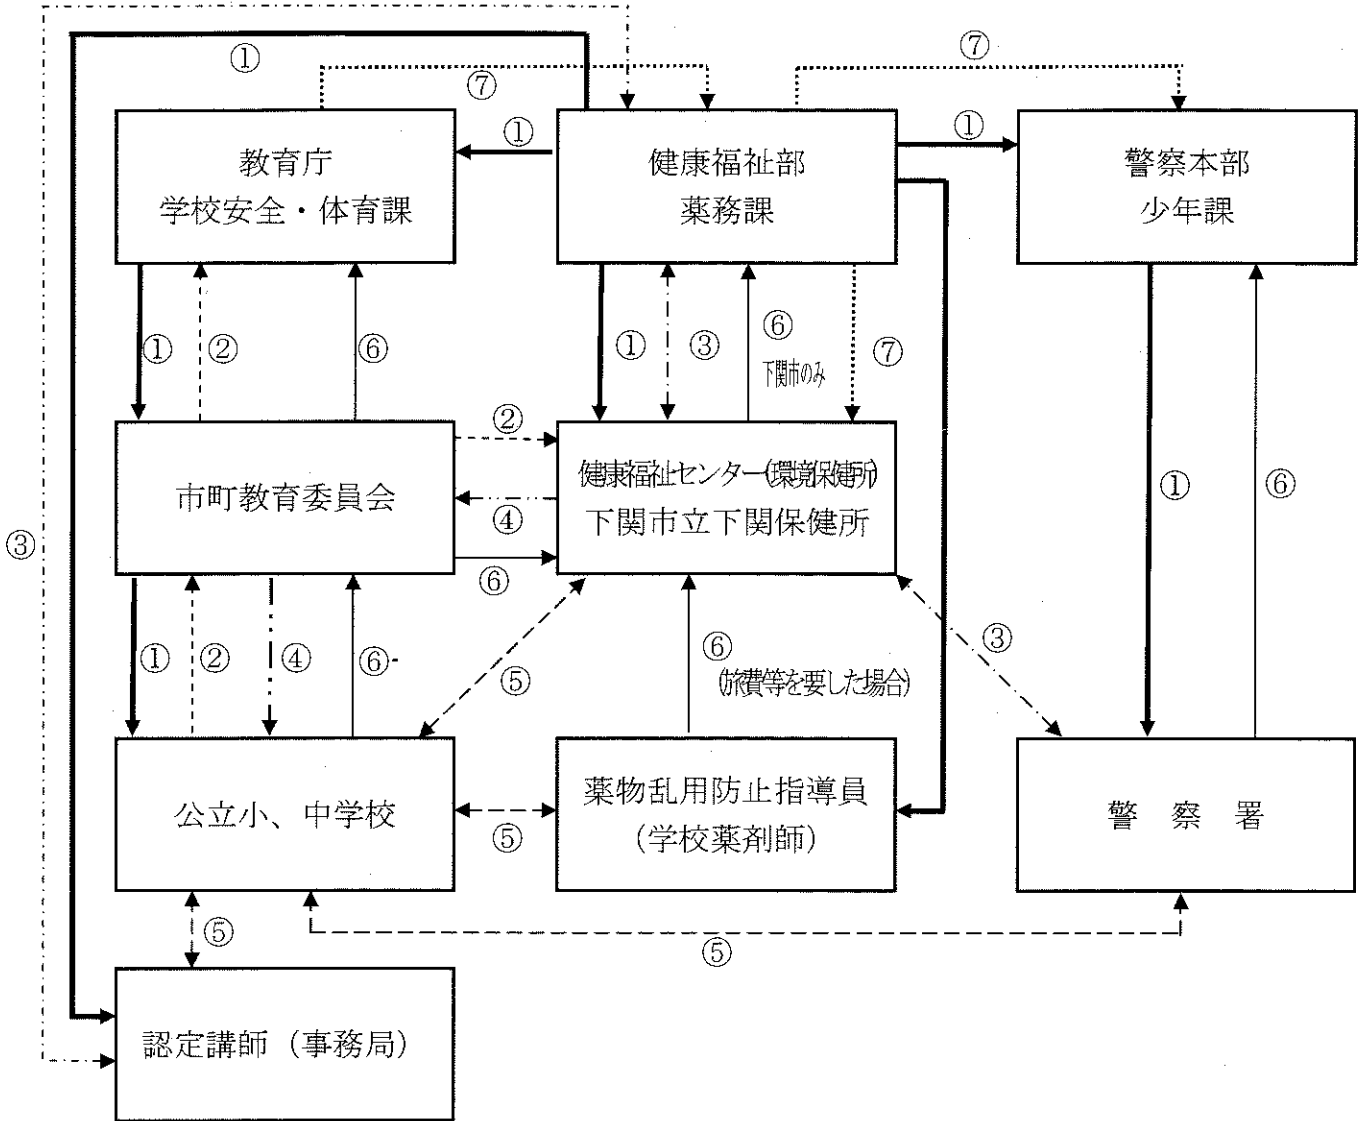 ①
⑦
⑦
①
①
教育庁
学校安全・体育課
健康福祉部
薬務課
警察本部
少年課
①
②
⑥
①
③
⑥
下関市のみ
⑦
②
市町教育委員会
④
⑥
健康福祉センター(環境保健所)
下関市立下関保健所
①
⑥
③
①
②
④
⑥
⑤
⑥
(旅費等を要した場合)
③
公立小、中学校
⑤
薬物乱用防止指導員
（学校薬剤師）
警　察　署
⑤
⑤
認定講師（事務局）